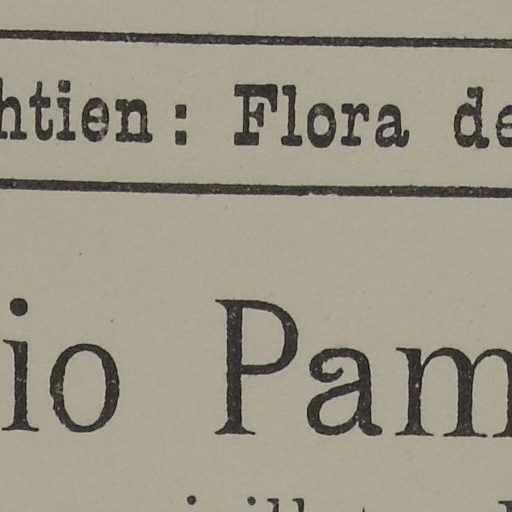 htien: Flora de
io Pam